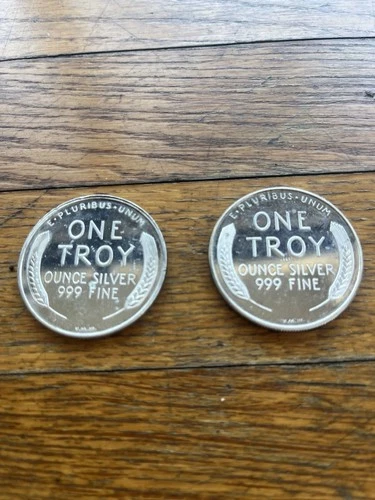 E·PLURIBUS·UNUM
ONE
TROY
OUNCE SILVER
999 FINE
E·PLURIBUS·UNUM
ONE
TROY
OUNCE SILVER
999 FINE